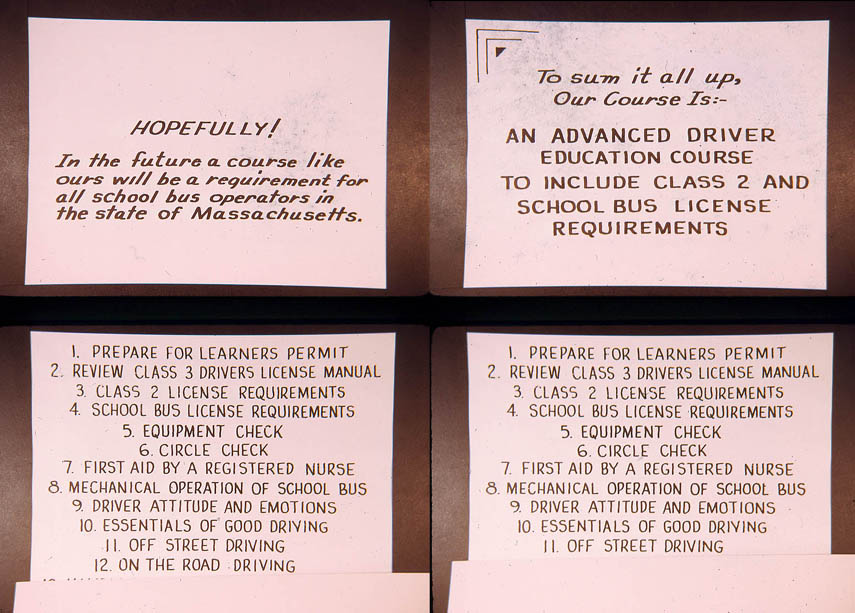 HOPEFULLY!
In the future a course like
ours will be a requirement for
all school bus operators in
the state of Massachusetts.
To sum it all up,
Our Course Is:-
AN ADVANCED DRIVER
EDUCATION COURSE
TO INCLUDE CLASS 2 AND
SCHOOL BUS LICENSE
REQUIREMENTS
1. PREPARE FOR LEARNERS PERMIT
2. REVIEW CLASS 3 DRIVERS LICENSE MANUAL
3. CLASS 2 LICENSE REQUIREMENTS
4. SCHOOL BUS LICENSE REQUIREMENTS
5. EQUIPMENT CHECK
6. CIRCLE CHECK
7. FIRST AID BY A REGISTERED NURSE
8. MECHANICAL OPERATION OF SCHOOL BUS
9. DRIVER ATTITUDE AND EMOTIONS
10. ESSENTIALS OF GOOD DRIVING
11. OFF STREET DRIVING
12. ON THE ROAD DRIVING
1. PREPARE FOR LEARNERS PERMIT
2. REVIEW CLASS 3 DRIVERS LICENSE MANUAL
3. CLASS 2 LICENSE REQUIREMENTS
4. SCHOOL BUS LICENSE REQUIREMENTS
5. EQUIPMENT CHECK
6. CIRCLE CHECK
7. FIRST AID BY A REGISTERED NURSE
8. MECHANICAL OPERATION OF SCHOOL BUS
9. DRIVER ATTITUDE AND EMOTIONS
10. ESSENTIALS OF GOOD DRIVING
11. OFF STREET DRIVING